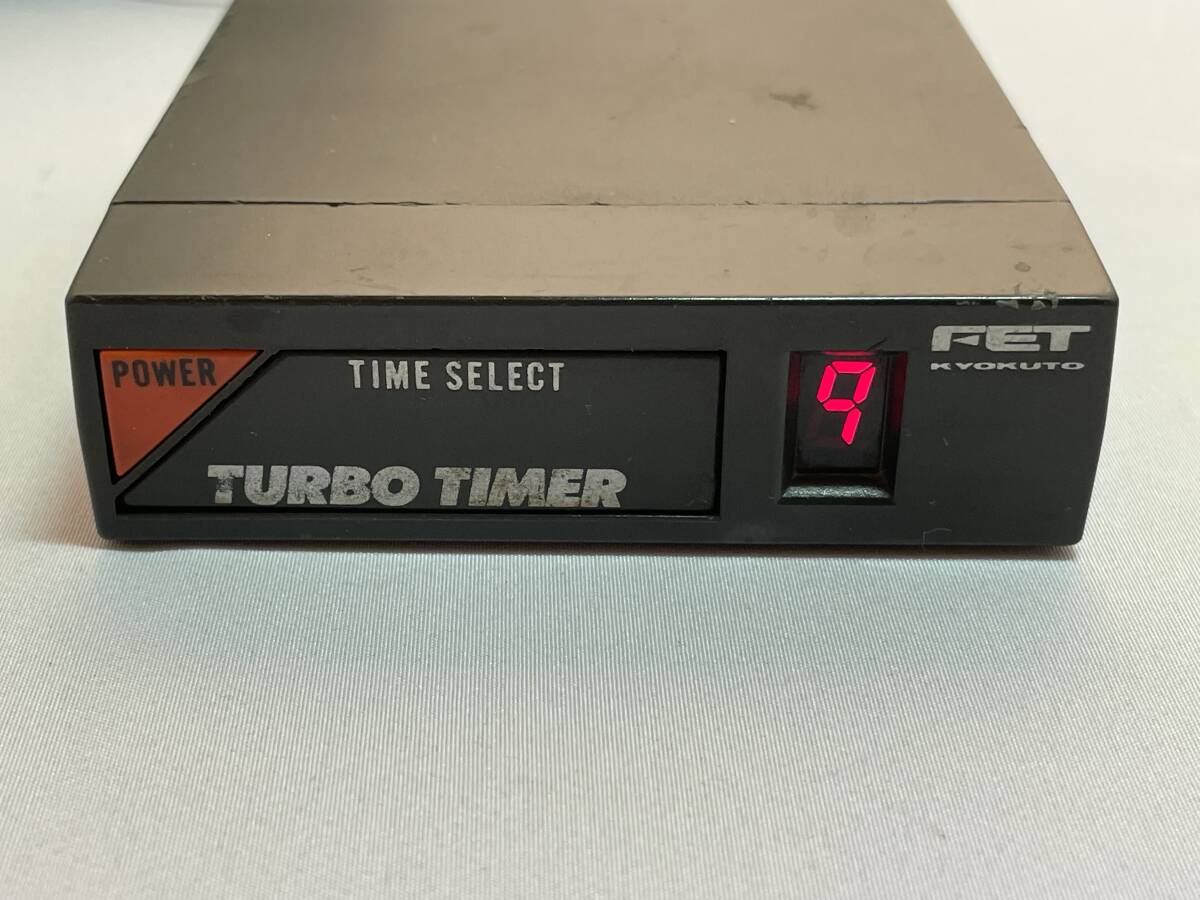 POWER
TIME SELECT
TURBO TIMER
9
FET
KYOKUTO